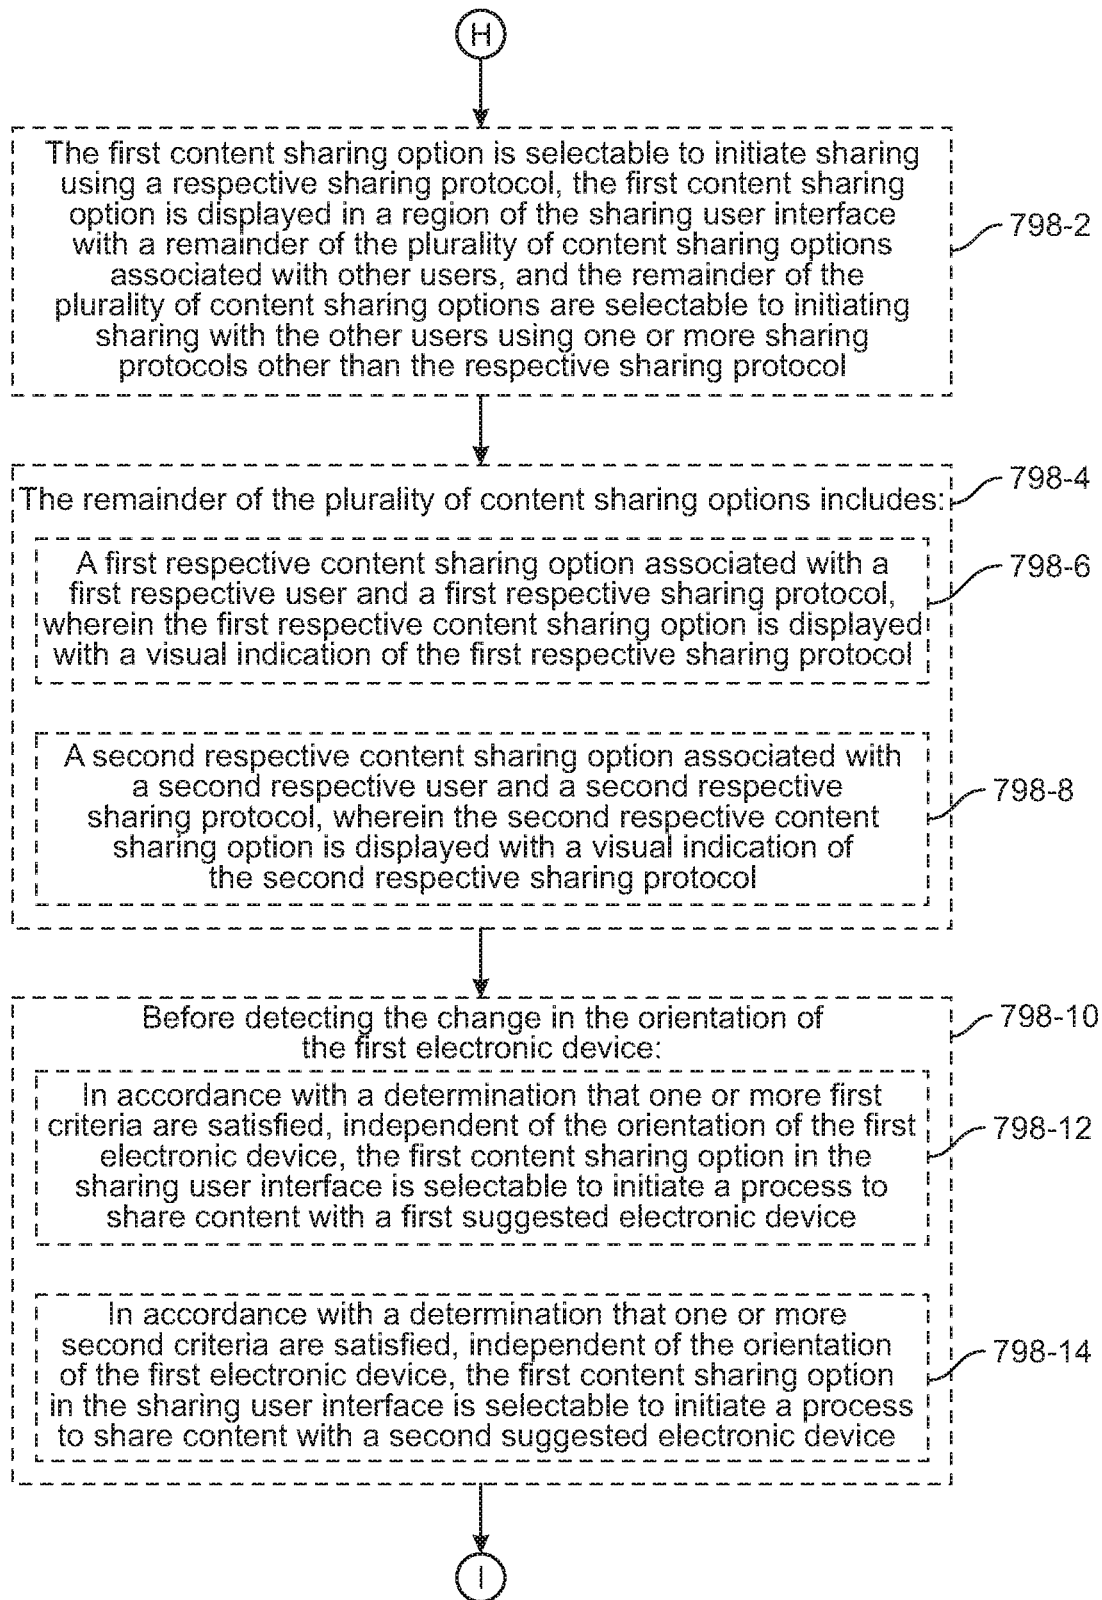 H
The first content sharing option is selectable to initiate sharing
using a respective sharing protocol, the first content sharing
option is displayed in a region of the sharing user interface
with a remainder of the plurality of content sharing options
associated with other users, and the remainder of the
plurality of content sharing options are selectable to initiating
sharing with the other users using one or more sharing
protocols other than the respective sharing protocol
798-2
The remainder of the plurality of content sharing options includes:
798-4
A first respective content sharing option associated with a
first respective user and a first respective sharing protocol,
wherein the first respective content sharing option is displayed
with a visual indication of the first respective sharing protocol
798-6
A second respective content sharing option associated with
a second respective user and a second respective
sharing protocol, wherein the second respective content
sharing option is displayed with a visual indication of
the second respective sharing protocol
798-8
Before detecting the change in the orientation of
the first electronic device:
798-10
In accordance with a determination that one or more first
criteria are satisfied, independent of the orientation of the first
electronic device, the first content sharing option in the
sharing user interface is selectable to initiate a process to
share content with a first suggested electronic device
798-12
In accordance with a determination that one or more
second criteria are satisfied, independent of the orientation
of the first electronic device, the first content sharing option
in the sharing user interface is selectable to initiate a process
to share content with a second suggested electronic device
798-14
I